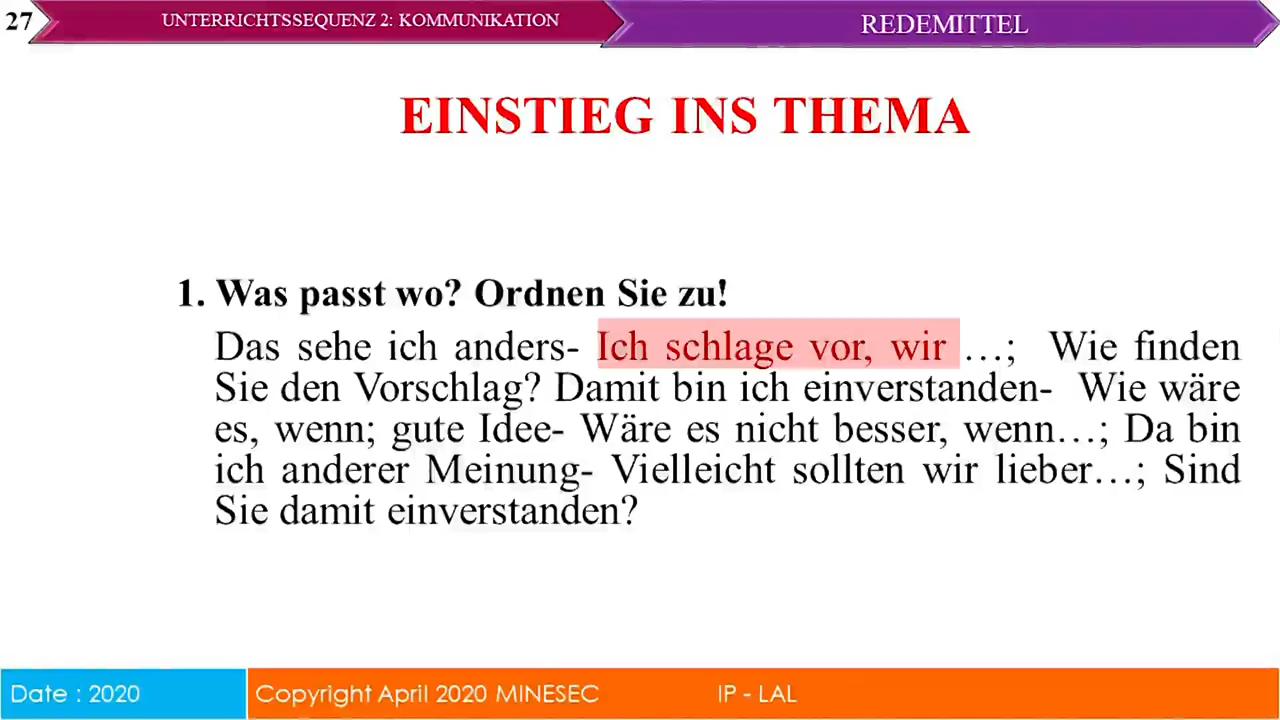 27
UNTERRICHTSSEQUENZ 2: KOMMUNIKATION
REDEMITTEL
EINSTIEG INS THEMA
1. Was passt wo? Ordnen Sie zu!
Das sehe ich anders- Ich schlage vor, wir …; Wie finden
Sie den Vorschlag? Damit bin ich einverstanden- Wie wäre
es, wenn; gute Idee- Wäre es nicht besser, wenn…; Da bin
ich anderer Meinung- Vielleicht sollten wir lieber…; Sind
Sie damit einverstanden?
Date : 2020
Copyright April 2020 MINESEC
IP - LAL